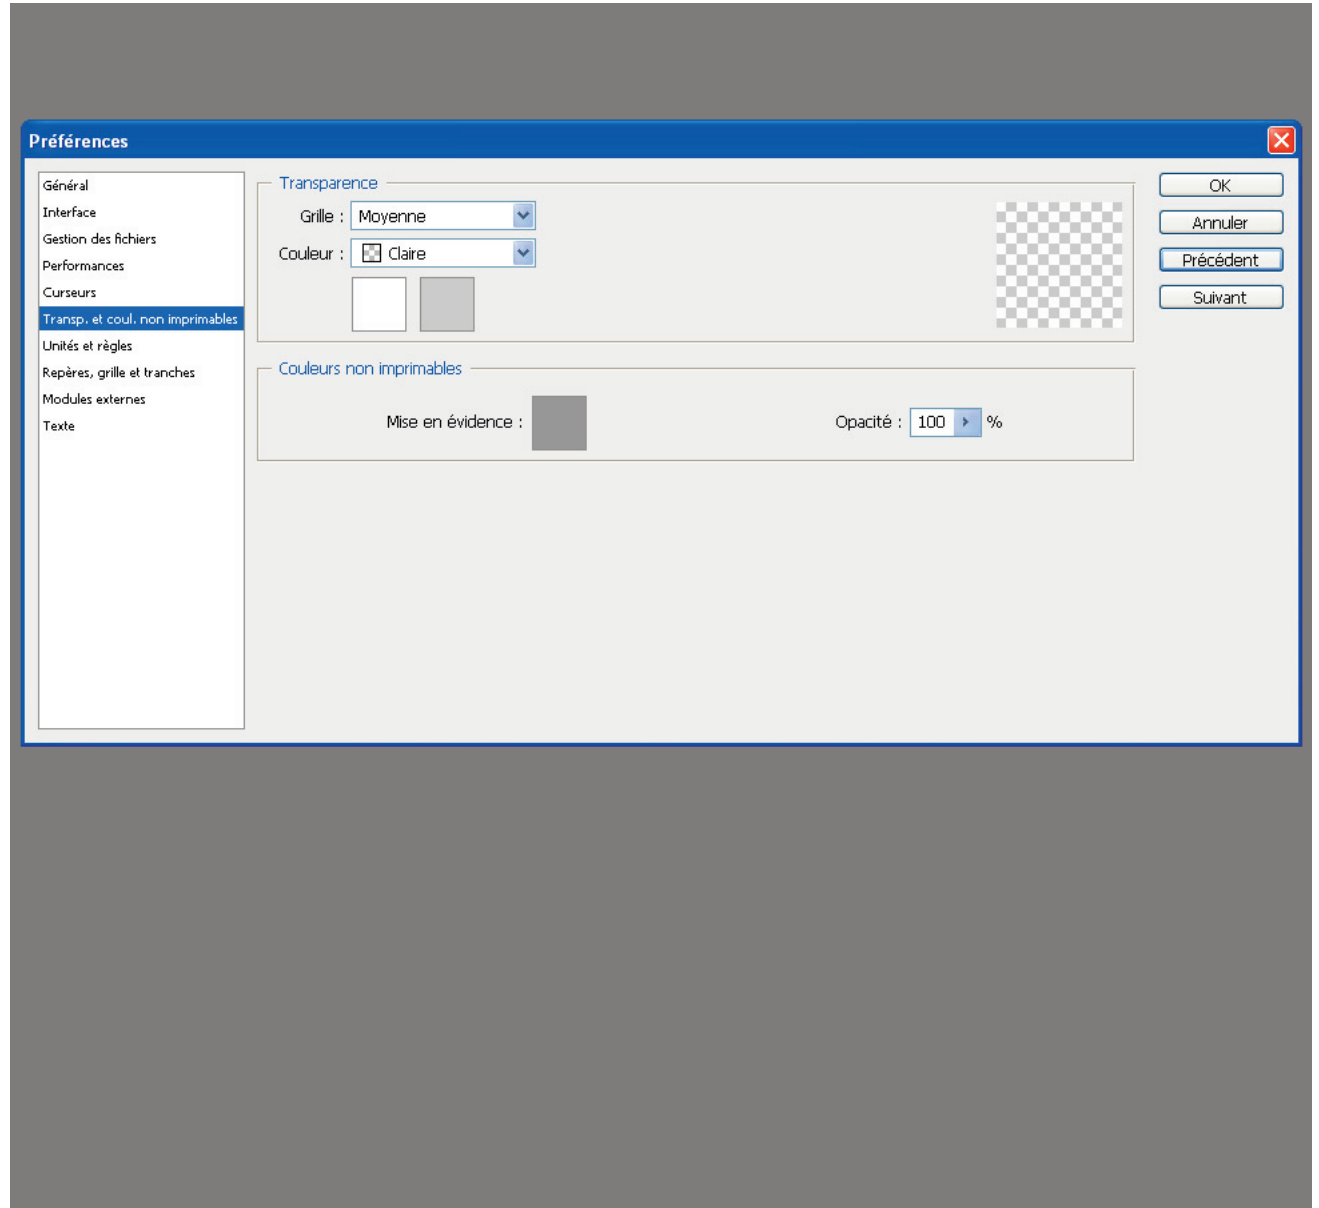 Préférences
Général
Interface
Gestion des fichiers
Performances
Curseurs
Transp. et coul. non imprimables
Unités et règles
Repères, grille et tranches
Modules externes
Texte
Transparence
Grille : Moyenne
Couleur : Claire
Couleurs non imprimables
Mise en évidence :
Opacité : 100 %
OK
Annuler
Précédent
Suivant